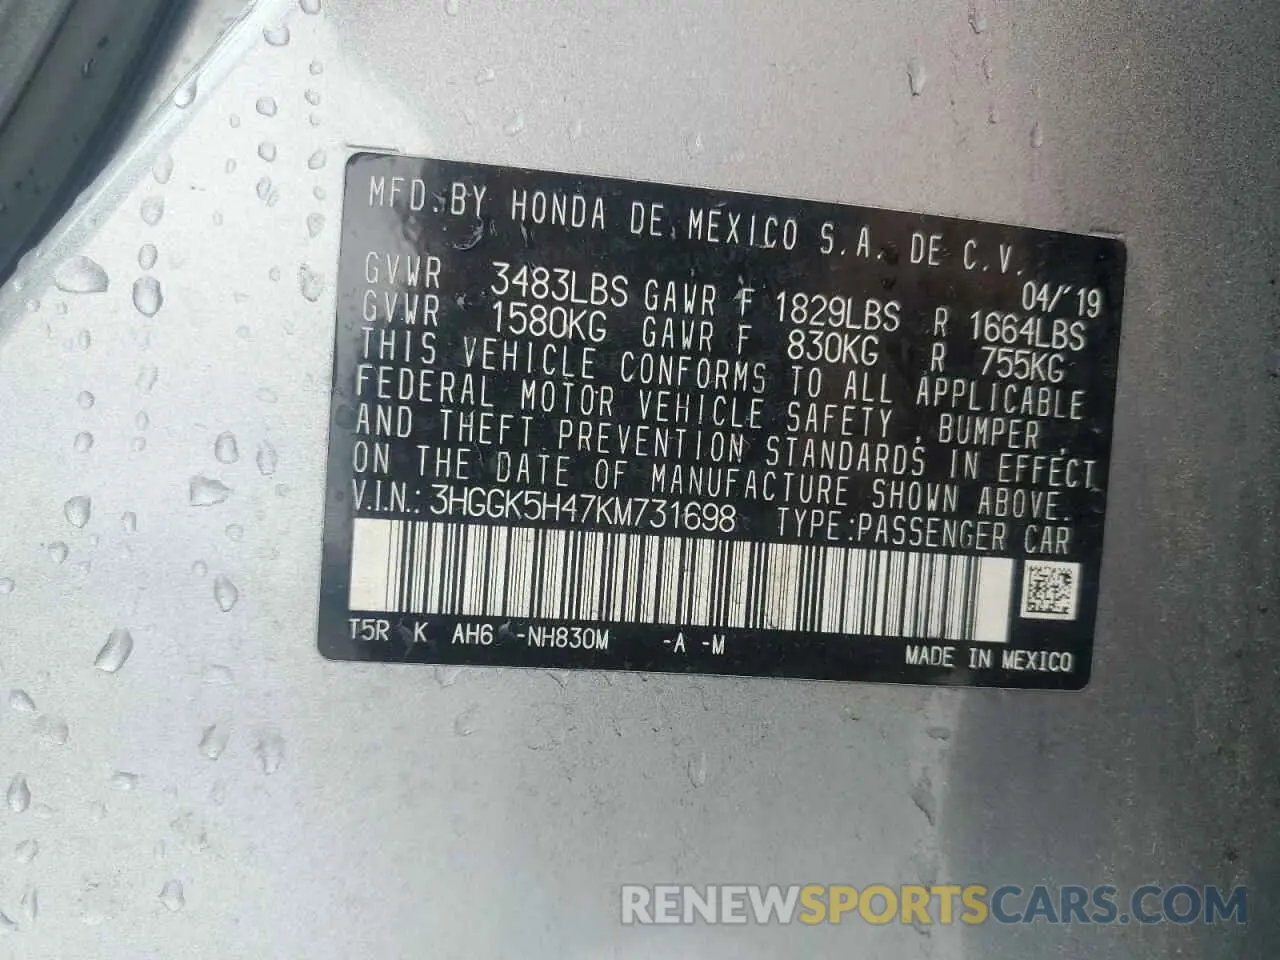 MFD. BY HONDA DE MEXICO S.A. DE C.V.
04/'19
GVWR 3483LBS GAWR F 1829LBS R 1664LBS
GVWR 1580KG GAWR F 830KG R 755KG
THIS VEHICLE CONFORMS TO ALL APPLICABLE
FEDERAL MOTOR VEHICLE SAFETY, BUMPER,
AND THEFT PREVENTION STANDARDS IN EFFECT
ON THE DATE OF MANUFACTURE SHOWN ABOVE.
V.I.N.: 3HGGK5H47KM731698 TYPE:PASSENGER CAR
T5R K AH6 -NH830M -A -M
MADE IN MEXICO
RENEWSPORTSCARS.COM